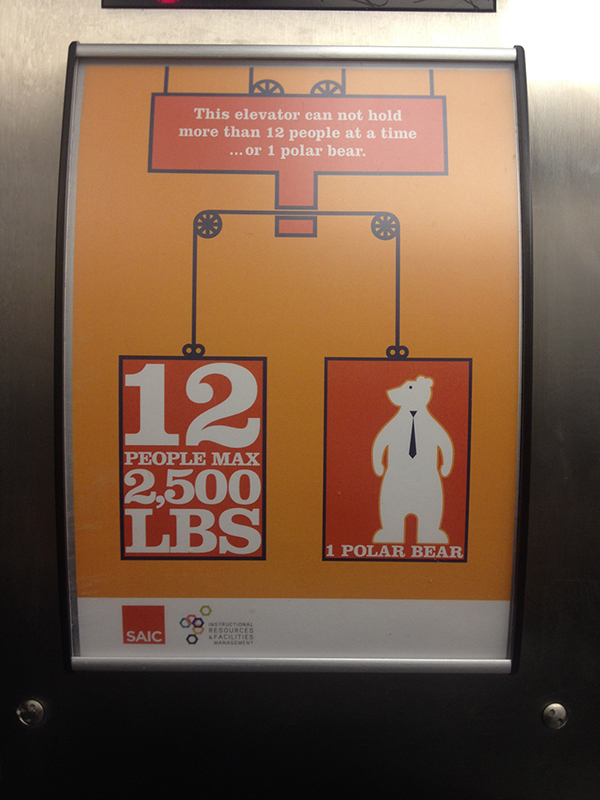 This elevator can not hold
more than 12 people at a time
...or 1 polar bear.
12
PEOPLE MAX
2,500
LBS
1 POLAR BEAR
SAIC
INSTRUCTIONAL
RESOURCES
& FACILITIES
MANAGEMENT